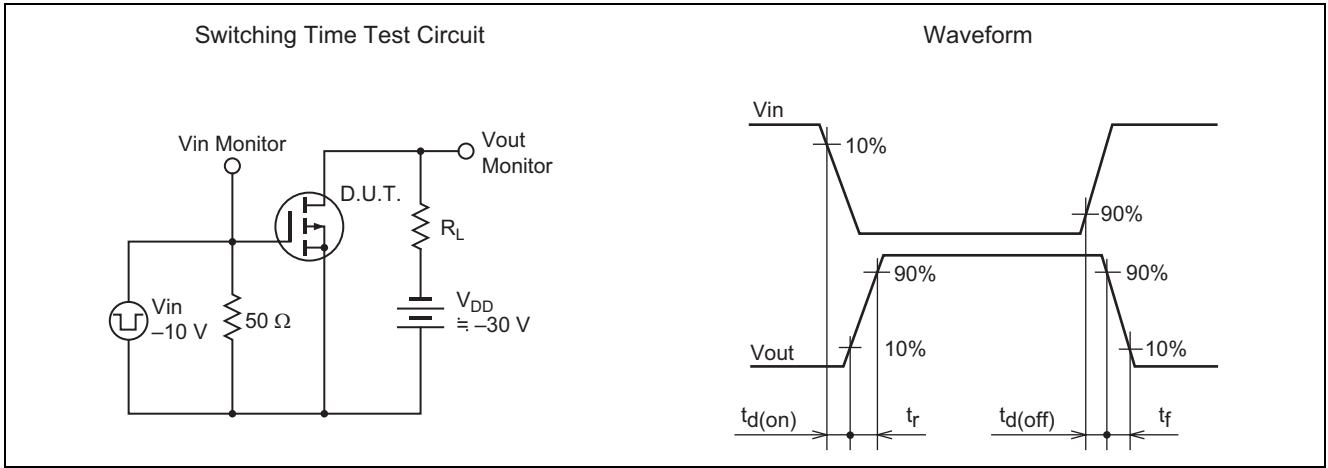 Switching Time Test Circuit
Vin Monitor
Vout
Monitor
D.U.T.
RL
Vin
–10 V
50 Ω
VDD
≒ –30 V
Waveform
Vin
10%
90%
90%
90%
Vout
10%
10%
td(on)
tr
td(off)
tf